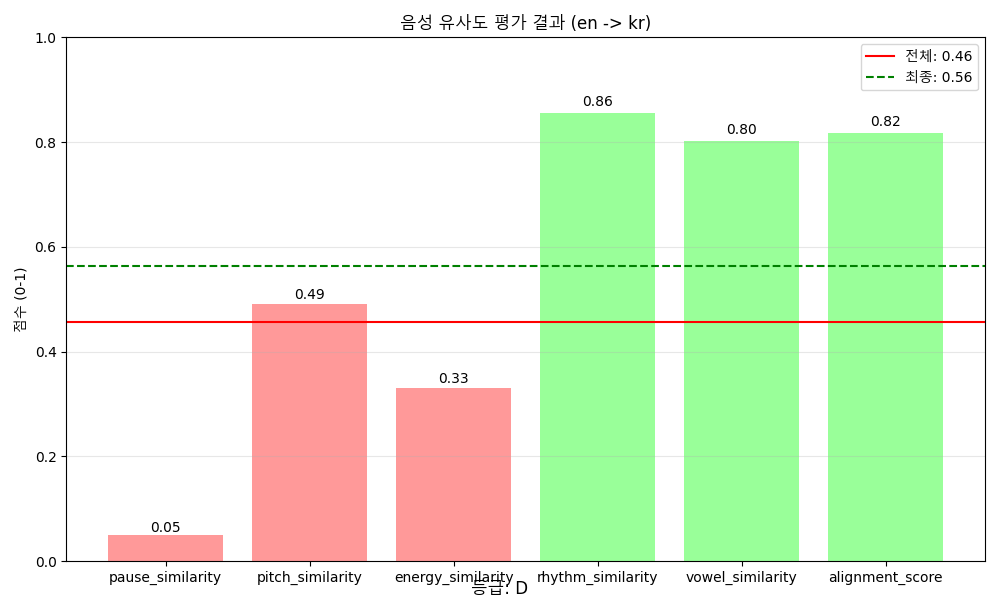 음성 유사도 평가 결과 (en -> kr)
전체: 0.46
최종: 0.56
점수 (0-1)
1.0
0.8
0.6
0.4
0.2
0.0
0.05
0.49
0.33
0.86
0.80
0.82
pause_similarity
pitch_similarity
energy_similarity
rhythm_similarity
vowel_similarity
alignment_score
등급: D